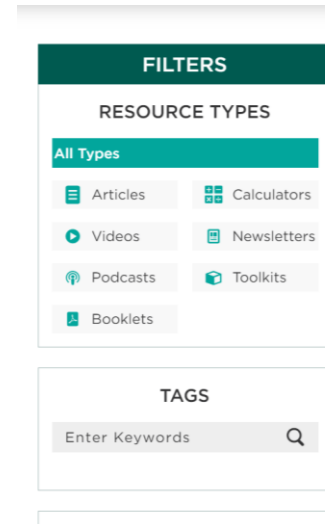 FILTERS
RESOURCE TYPES
All Types
Articles
Calculators
Videos
Newsletters
Podcasts
Toolkits
Booklets
TAGS
Enter Keywords